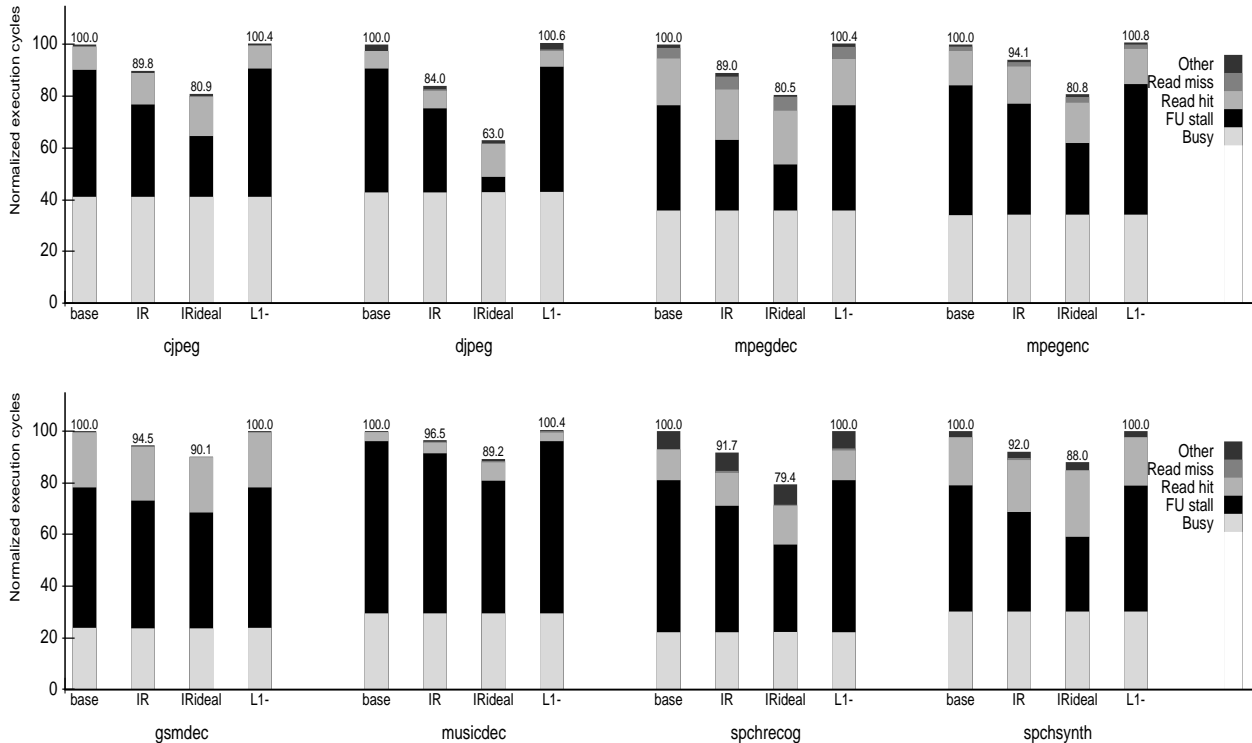 Normalized execution cycles
100
80
60
40
20
0
100.0
89.8
80.9
100.4
100.0
84.0
63.0
100.6
100.0
89.0
80.5
100.4
100.0
94.1
80.8
100.8
Other
Read miss
Read hit
FU stall
Busy
base IR IRideal L1- base IR IRideal L1- base IR IRideal L1- base IR IRideal L1-
cjpeg djpeg mpegdec mpegenc
Normalized execution cycles
100
80
60
40
20
0
100.0
94.5
90.1
100.0
100.0
96.5
89.2
100.4
100.0
91.7
79.4
100.0
100.0
92.0
88.0
100.0
Other
Read miss
Read hit
FU stall
Busy
base IR IRideal L1- base IR IRideal L1- base IR IRideal L1- base IR IRideal L1-
gsmdec musicdec spchrecog spchsynth